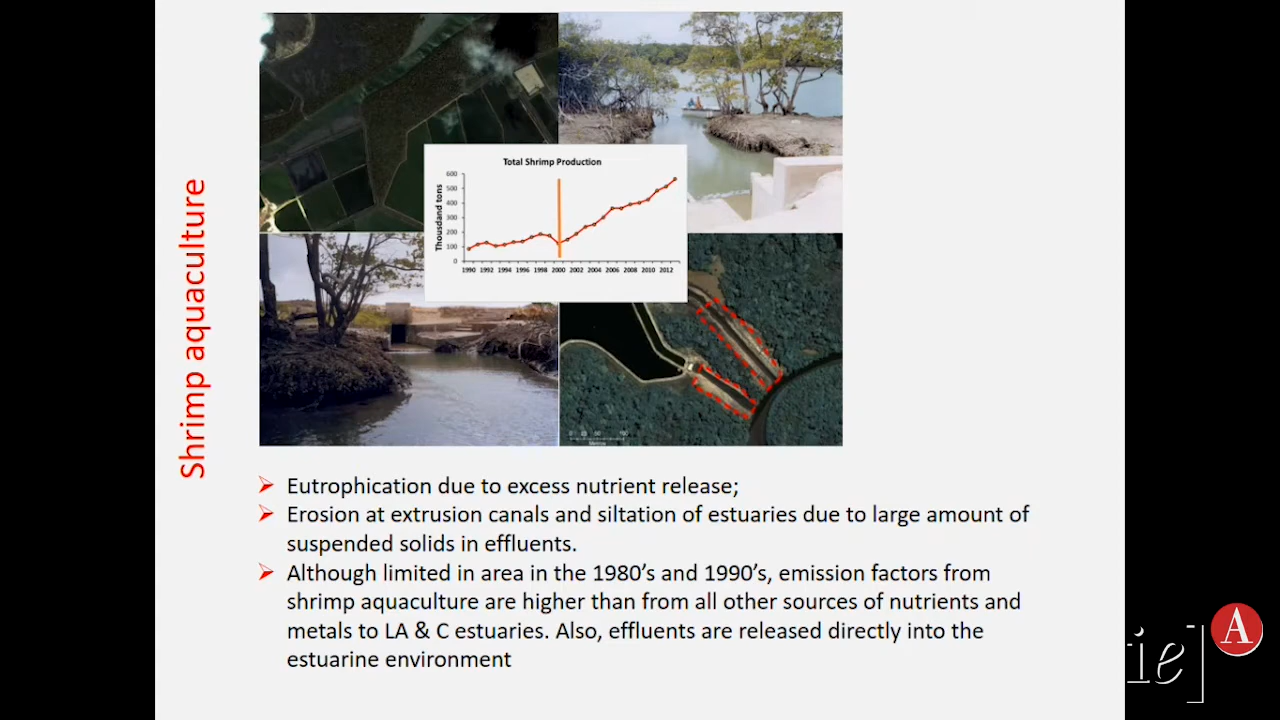 Shrimp aquaculture
Total Shrimp Production
Thousdand tons
600
500
400
300
200
100
0
1990 1992 1994 1996 1998 2000 2002 2004 2006 2008 2010 2012
Metros
Eutrophication due to excess nutrient release;
Erosion at extrusion canals and siltation of estuaries due to large amount of
suspended solids in effluents.
Although limited in area in the 1980’s and 1990’s, emission factors from
shrimp aquaculture are higher than from all other sources of nutrients and
metals to LA & C estuaries. Also, effluents are released directly into the
estuarine environment
A
ie]